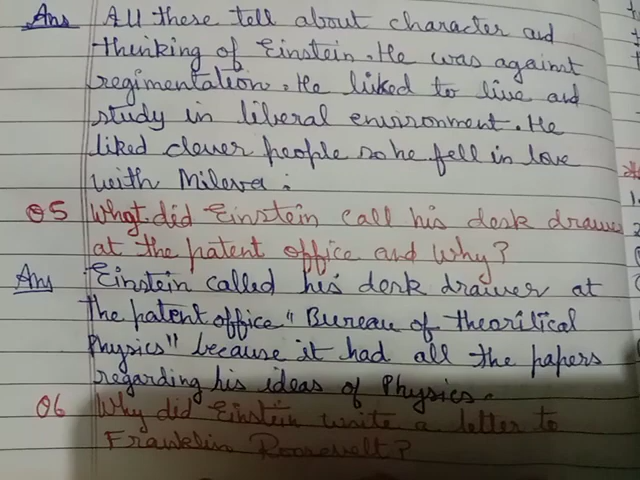 Ans All these tell about character and
thinking of Einstein. He was against
regimentation. He liked to live and
study in liberal environment. He
liked clever people so he fell in love
with Mileva.
Q5 What did Einstein call his desk drawer
at the patent office and why?
Ans Einstein called his desk drawer at
the patent office "Bureau of theoritical
Physics" because it had all the papers
regarding his ideas of Physics.
Q6 Why did Einstein write a letter to
Franklin Roosevelt?